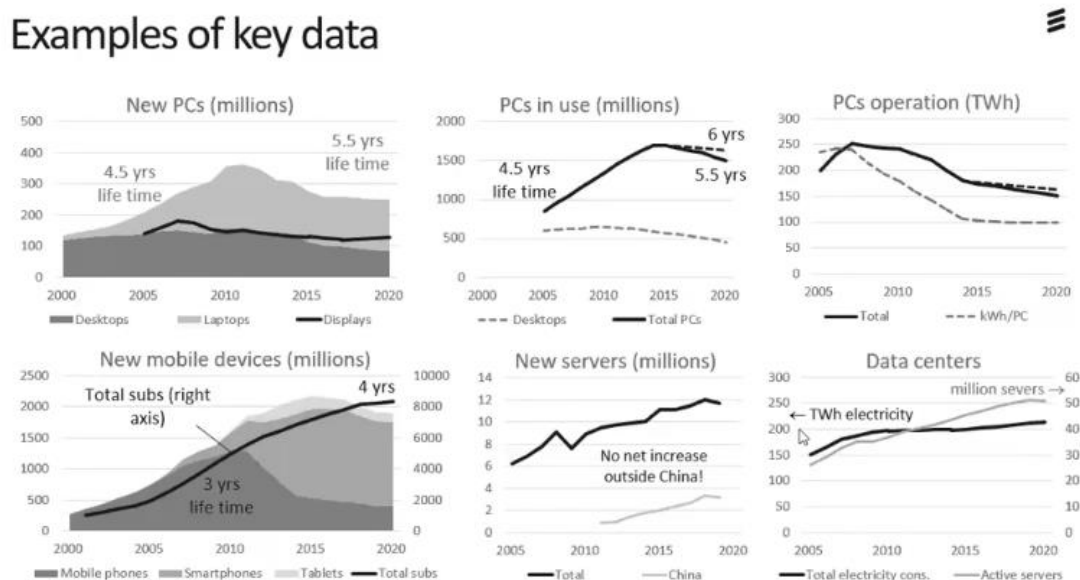 Examples of key data
New PCs (millions)
500
400
300
200
100
0
4.5 yrs
life time
5.5 yrs
life time
2000 2005 2010 2015 2020
Desktops Laptops Displays
PCs in use (millions)
2000
1500
1000
500
0
4.5 yrs
life time
6 yrs
5.5 yrs
2000 2005 2010 2015 2020
Desktops Total PCs
PCs operation (TWh)
300
250
200
150
100
50
0
2005 2010 2015 2020
Total kWh/PC
New mobile devices (millions)
2500
2000
1500
1000
500
0
Total subs (right
axis)
4 yrs
3 yrs
life time
10000
8000
6000
4000
2000
0
2000 2005 2010 2015 2020
Mobile phones Smartphones Tablets Total subs
New servers (millions)
14
12
10
8
6
4
2
0
No net increase
outside China!
2005 2010 2015 2020
Total China
Data centers
300
250
200
150
100
50
0
million severs →
← TWh electricity
60
50
40
30
20
10
0
2005 2010 2015 2020
Total electricity cons. Active servers